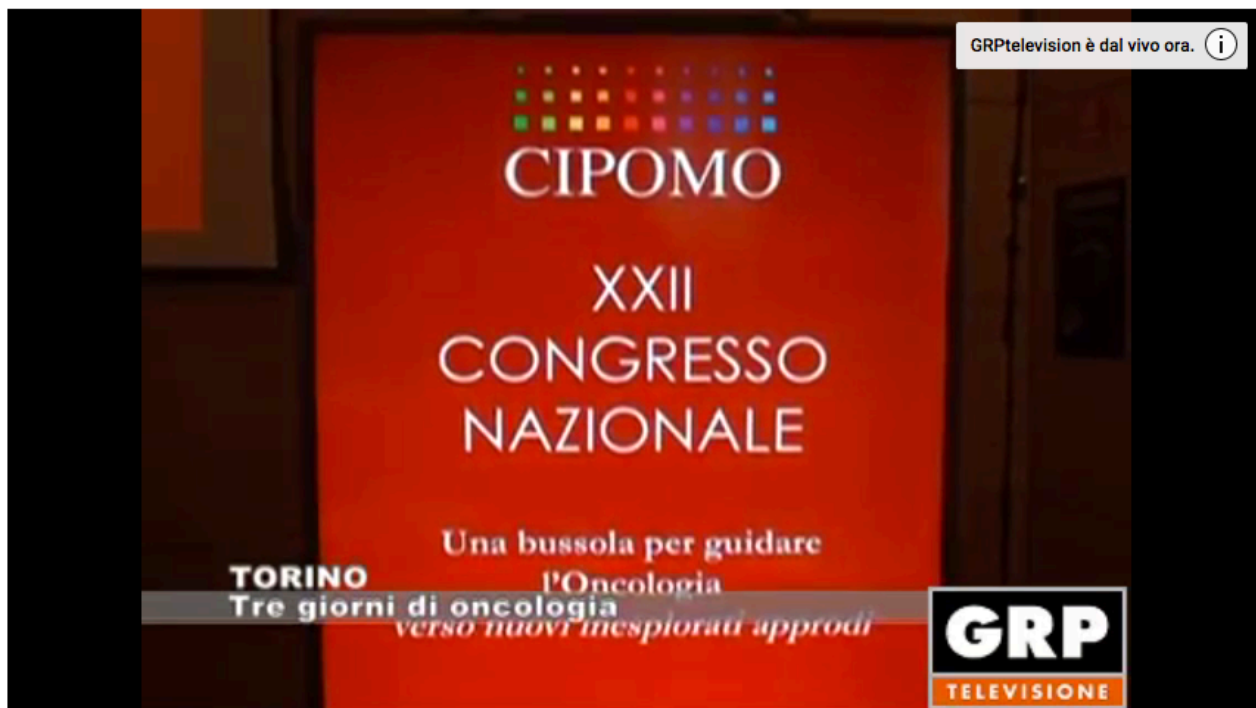 GRPtelevision è dal vivo ora.
CIPOMO
XXII
CONGRESSO
NAZIONALE
Una bussola per guidare
l'Oncologia
verso nuovi inesplorati approdi
TORINO
Tre giorni di oncologia
GRP
TELEVISIONE